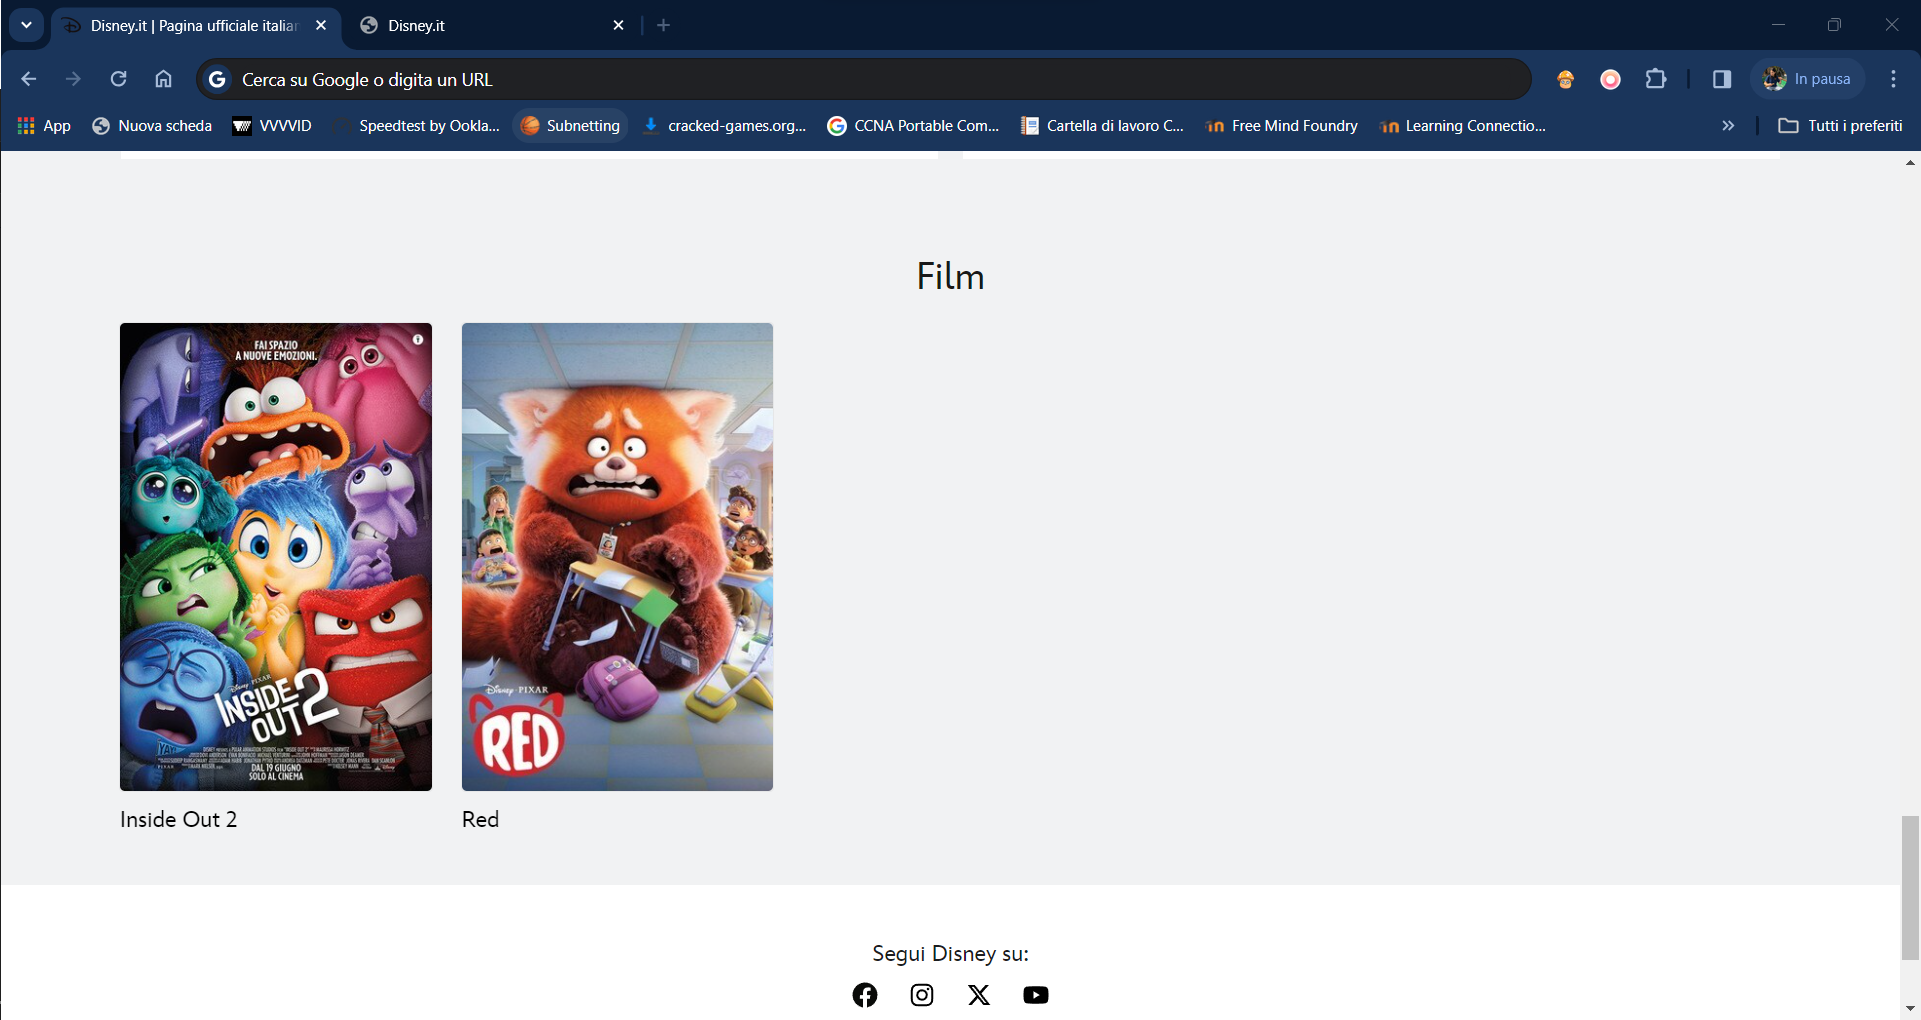 Disney.it | Pagina ufficiale italian
Disney.it
Cerca su Google o digita un URL
In pausa
App
Nuova scheda
VVVVID
Speedtest by Ookla...
Subnetting
cracked-games.org...
CCNA Portable Com...
Cartella di lavoro C...
Free Mind Foundry
Learning Connectio...
Tutti i preferiti
Film
FAI SPAZIO
A NUOVE EMOZIONI.
Disney PIXAR
INSIDE
OUT 2
DAL 19 GIUGNO
SOLO AL CINEMA
Disney · PIXAR
RED
Inside Out 2
Red
Segui Disney su: